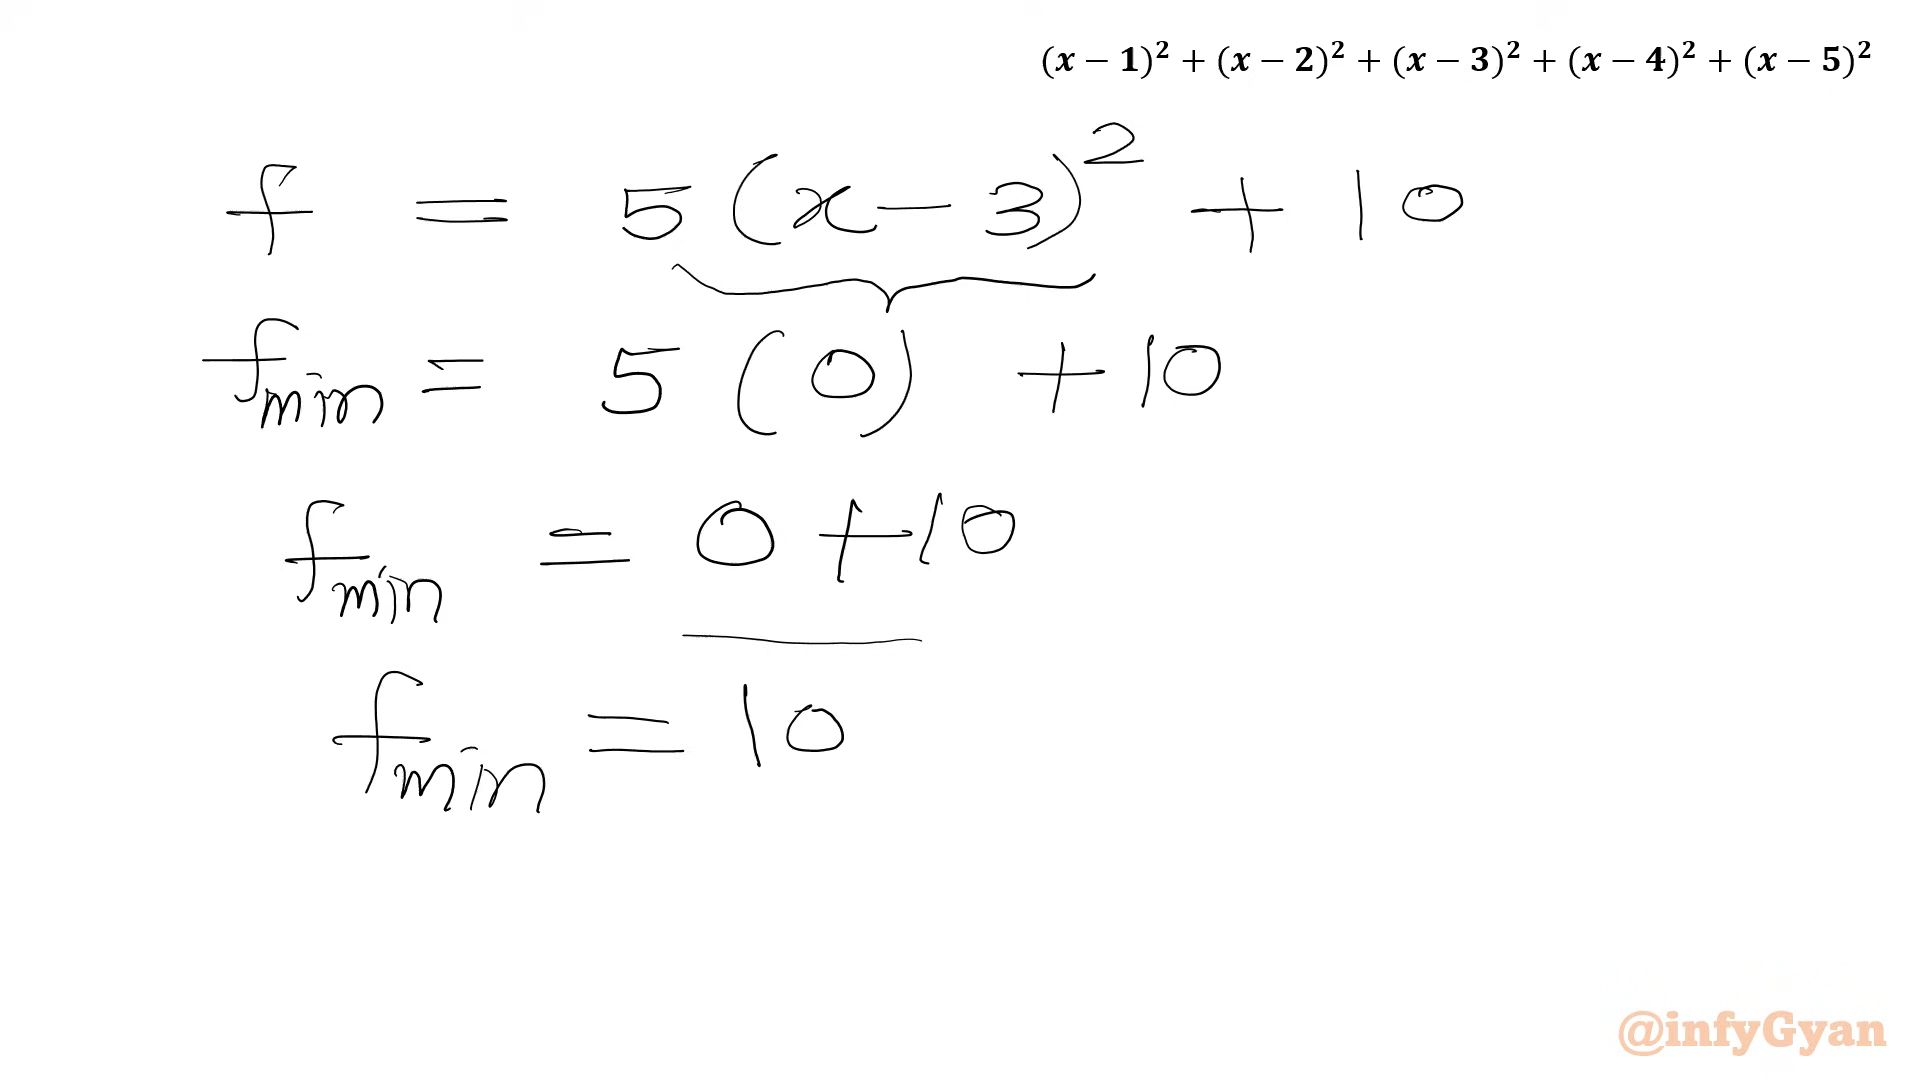 (x − 1)² + (x − 2)² + (x − 3)² + (x − 4)² + (x − 5)²
f = 5(x − 3)² + 10
fmin = 5(0) + 10
fmin = 0 + 10
fmin = 10
@infyGyan